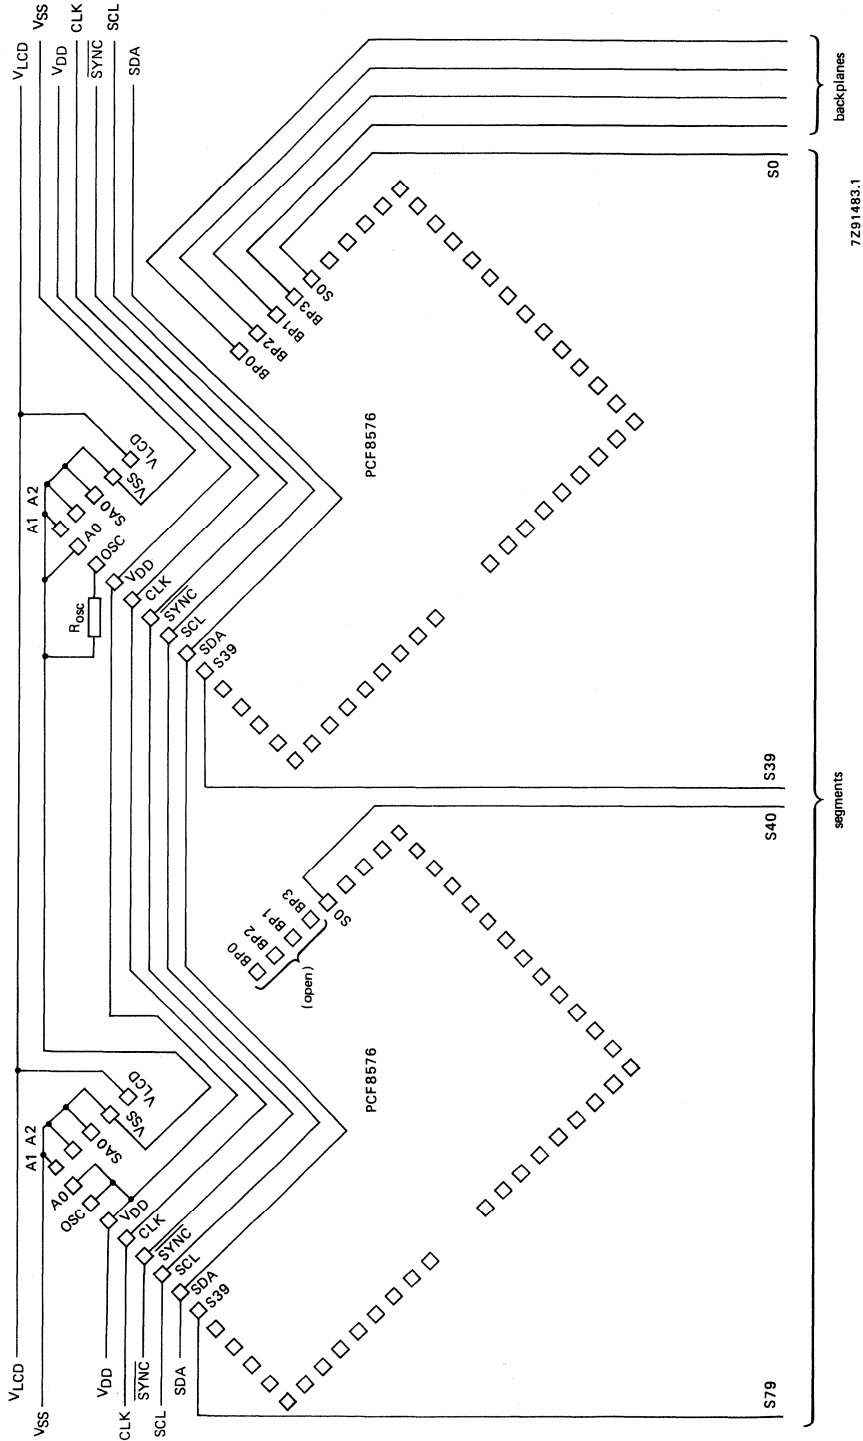 VLCD
VSS
VDD
CLK
SYNC
SCL
SDA
backplanes
S0
7Z91483.1
BP0
BP2
BP1
BP3
S0
PCF8576
VLCD
VSS
SA0
A1 A2
A0
OSC
ROSC
VDD
CLK
SYNC
SCL
SDA
S39
S39
segments
S40
BP0
BP2
BP1
BP3
S0
(open)
PCF8576
VLCD
VSS
SA0
A1 A2
A0
OSC
VDD
CLK
SYNC
SCL
SDA
S39
S79
VLCD
VSS
VDD
CLK
SYNC
SCL
SDA